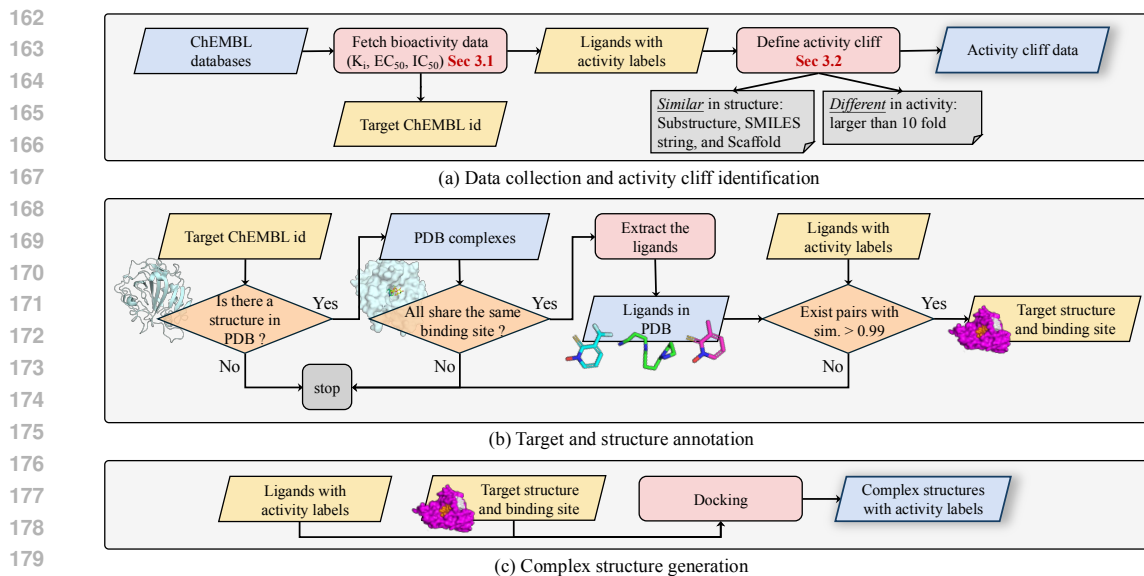 162
163
164
165
166
167
168
169
170
171
172
173
174
175
176
177
178
179
ChEMBL
databases
Fetch bioactivity data
(Ki, EC50, IC50) Sec 3.1
Ligands with
activity labels
Define activity cliff
Sec 3.2
Activity cliff data
Target ChEMBL id
Similar in structure:
Substructure, SMILES
string, and Scaffold
Different in activity:
larger than 10 fold
(a) Data collection and activity cliff identification
Target ChEMBL id
PDB complexes
Extract the
ligands
Ligands with
activity labels
Is there a
structure in
PDB ?
Yes
All share the same
binding site ?
Yes
Ligands in
PDB
Exist pairs with
sim. > 0.99
Yes
Target structure
and binding site
No
stop
No
No
(b) Target and structure annotation
Ligands with
activity labels
Target structure
and binding site
Docking
Complex structures
with activity labels
(c) Complex structure generation